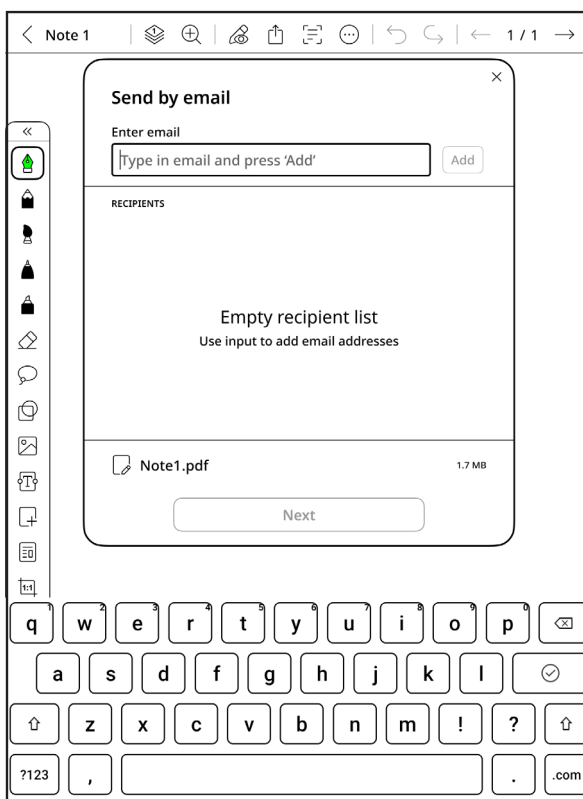 Note 1
1 / 1
Send by email
Enter email
Type in email and press ‘Add’
Add
RECIPIENTS
Empty recipient list
Use input to add email addresses
Note1.pdf
1.7 MB
Next
T
1:1
1 2 3 4 5 6 7 8 9 0
q w e r t y u i o p
a s d f g h j k l
z x c v b n m ! ?
?123 , . .com